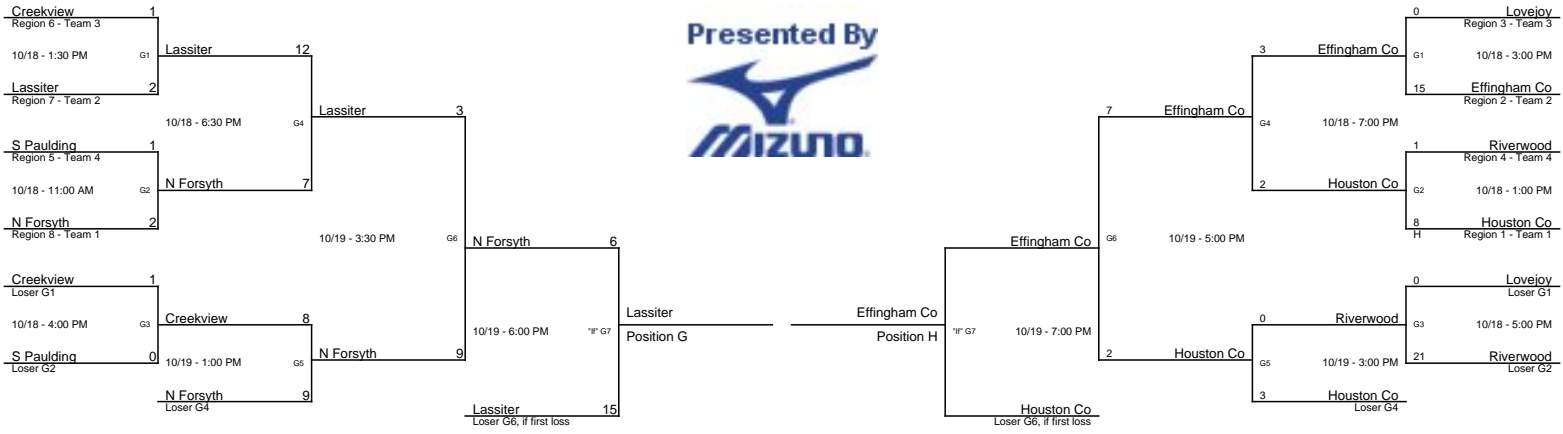 Presented By
MIZUNO
Creekview 1
Region 6 - Team 3
10/18 - 1:30 PM G1
Lassiter 2
Region 7 - Team 2
Lassiter 12
10/18 - 6:30 PM G4
S Paulding 1
Region 5 - Team 4
10/18 - 11:00 AM G2
N Forsyth 2
Region 8 - Team 1
N Forsyth 7
Lassiter 3
10/19 - 3:30 PM G6
Creekview 1
Loser G1
10/18 - 4:00 PM G3
S Paulding 0
Loser G2
Creekview 8
10/19 - 1:00 PM G5
N Forsyth 9
Loser G4
N Forsyth 9
N Forsyth 6
10/19 - 6:00 PM "If" G7
Lassiter 15
Loser G6, if first loss
Lassiter
Position G
Effingham Co
Position H
Effingham Co
"If" G7 10/19 - 7:00 PM
Houston Co
Loser G6, if first loss
7 Effingham Co
G6 10/19 - 5:00 PM
2 Houston Co
3 Effingham Co
G4 10/18 - 7:00 PM
2 Houston Co
0 Lovejoy
Region 3 - Team 3
G1 10/18 - 3:00 PM
15 Effingham Co
Region 2 - Team 2
1 Riverwood
Region 4 - Team 4
G2 10/18 - 1:00 PM
8 Houston Co
H Region 1 - Team 1
0 Riverwood
G5 10/19 - 3:00 PM
3 Houston Co
Loser G4
0 Lovejoy
Loser G1
G3 10/18 - 5:00 PM
21 Riverwood
Loser G2